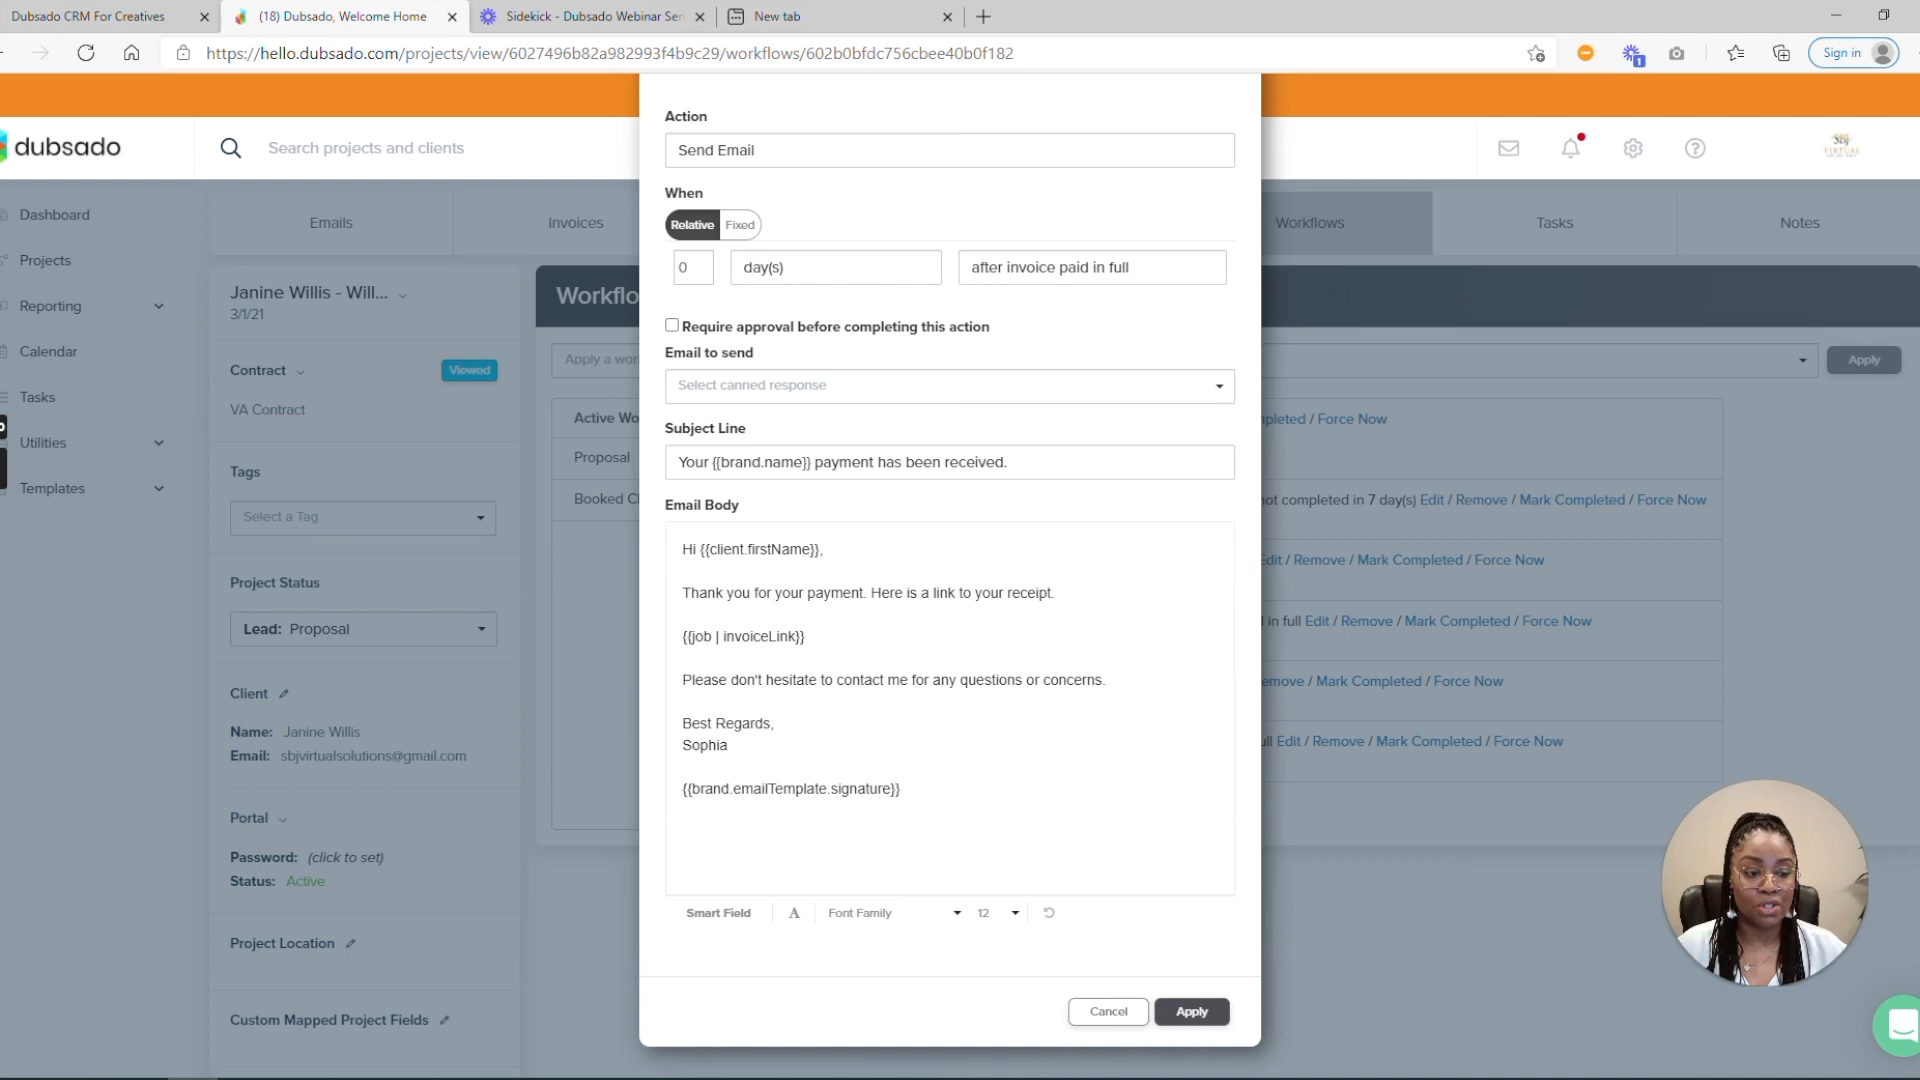 Dubsado CRM For Creatives
(18) Dubsado, Welcome Home
Sidekick - Dubsado Webinar Seri
New tab
https://hello.dubsado.com/projects/view/6027496b82a982993f4b9c29/workflows/602b0bfdc756cbee40b0f182
1
Sign in
dubsado
Search projects and clients
VIRTUAL
Dashboard
Projects
Reporting
Calendar
Tasks
Utilities
Templates
Emails
Invoices
Workflows
Tasks
Notes
Janine Willis - Will...
3/1/21
Contract
Viewed
VA Contract
Tags
Select a Tag
Project Status
Lead: Proposal
Client
Name: Janine Willis
Email: sbjvirtualsolutions@gmail.com
Portal
Password: (click to set)
Status: Active
Project Location
Custom Mapped Project Fields
Workflo
Apply a wor
Apply
Active Wo
Proposal
Booked Cl
Action
Send Email
When
Relative
Fixed
0
day(s)
after invoice paid in full
Require approval before completing this action
Email to send
Select canned response
Subject Line
Your {{brand.name}} payment has been received.
Email Body
Hi {{client.firstName}},
Thank you for your payment. Here is a link to your receipt.
{{job | invoiceLink}}
Please don't hesitate to contact me for any questions or concerns.
Best Regards,
Sophia
{{brand.emailTemplate.signature}}
Smart Field
A
Font Family
12
Cancel
Apply
pleted / Force Now
not completed in 7 day(s) Edit / Remove / Mark Completed / Force Now
Edit / Remove / Mark Completed / Force Now
in full Edit / Remove / Mark Completed / Force Now
emove / Mark Completed / Force Now
ull Edit / Remove / Mark Completed / Force Now